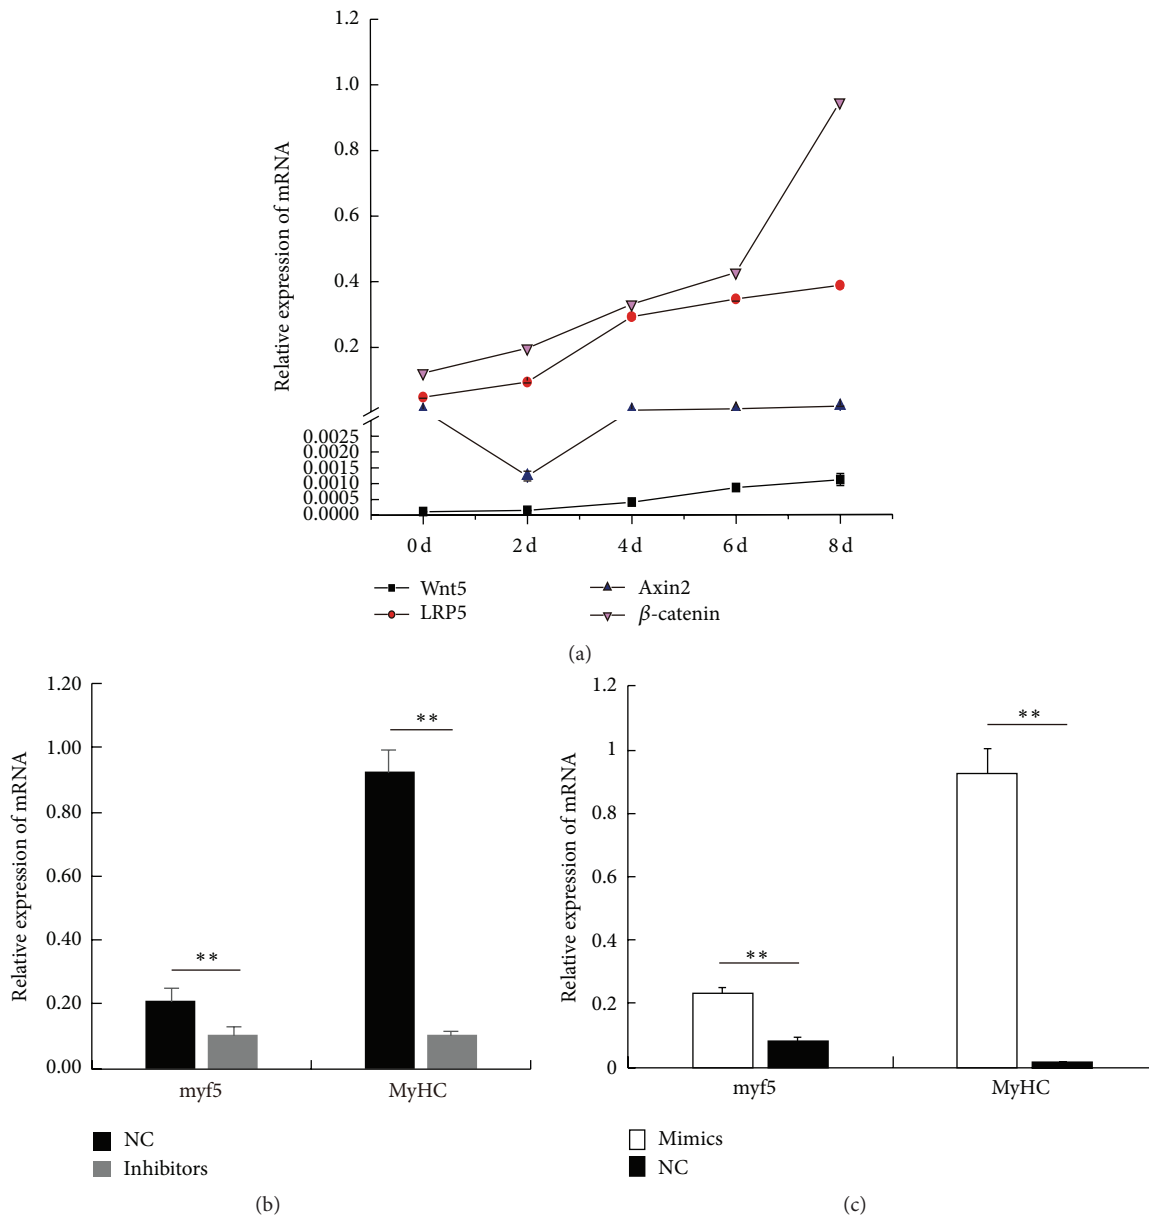 1.2
1.0
0.8
0.6
0.4
0.2
0.0025
0.0020
0.0015
0.0005
0.0000
Relative expression of mRNA
0 d 2 d 4 d 6 d 8 d
Wnt5 Axin2
LRP5 β-catenin
(a)
1.20
1.00
0.80
0.60
0.40
0.20
0.00
Relative expression of mRNA
**
**
myf5 MyHC
NC
Inhibitors
(b)
1.2
1
0.8
0.6
0.4
0.2
0
Relative expression of mRNA
**
**
myf5 MyHC
Mimics
NC
(c)